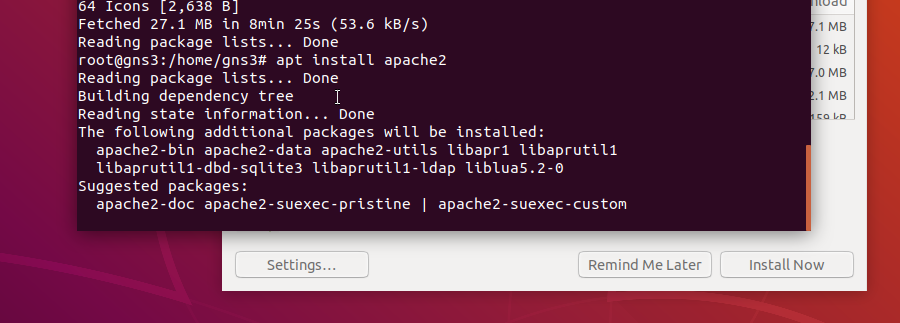 64 Icons [2,638 B]
Fetched 27.1 MB in 8min 25s (53.6 kB/s)
Reading package lists... Done
root@gns3:/home/gns3# apt install apache2
Reading package lists... Done
Building dependency tree
Reading state information... Done
The following additional packages will be installed:
apache2-bin apache2-data apache2-utils libapr1 libaprutil1
libaprutil1-dbd-sqlite3 libaprutil1-ldap liblua5.2-0
Suggested packages:
apache2-doc apache2-suexec-pristine | apache2-suexec-custom
7.1 MB
12 kB
7.0 MB
2.1 MB
Settings...
Remind Me Later
Install Now